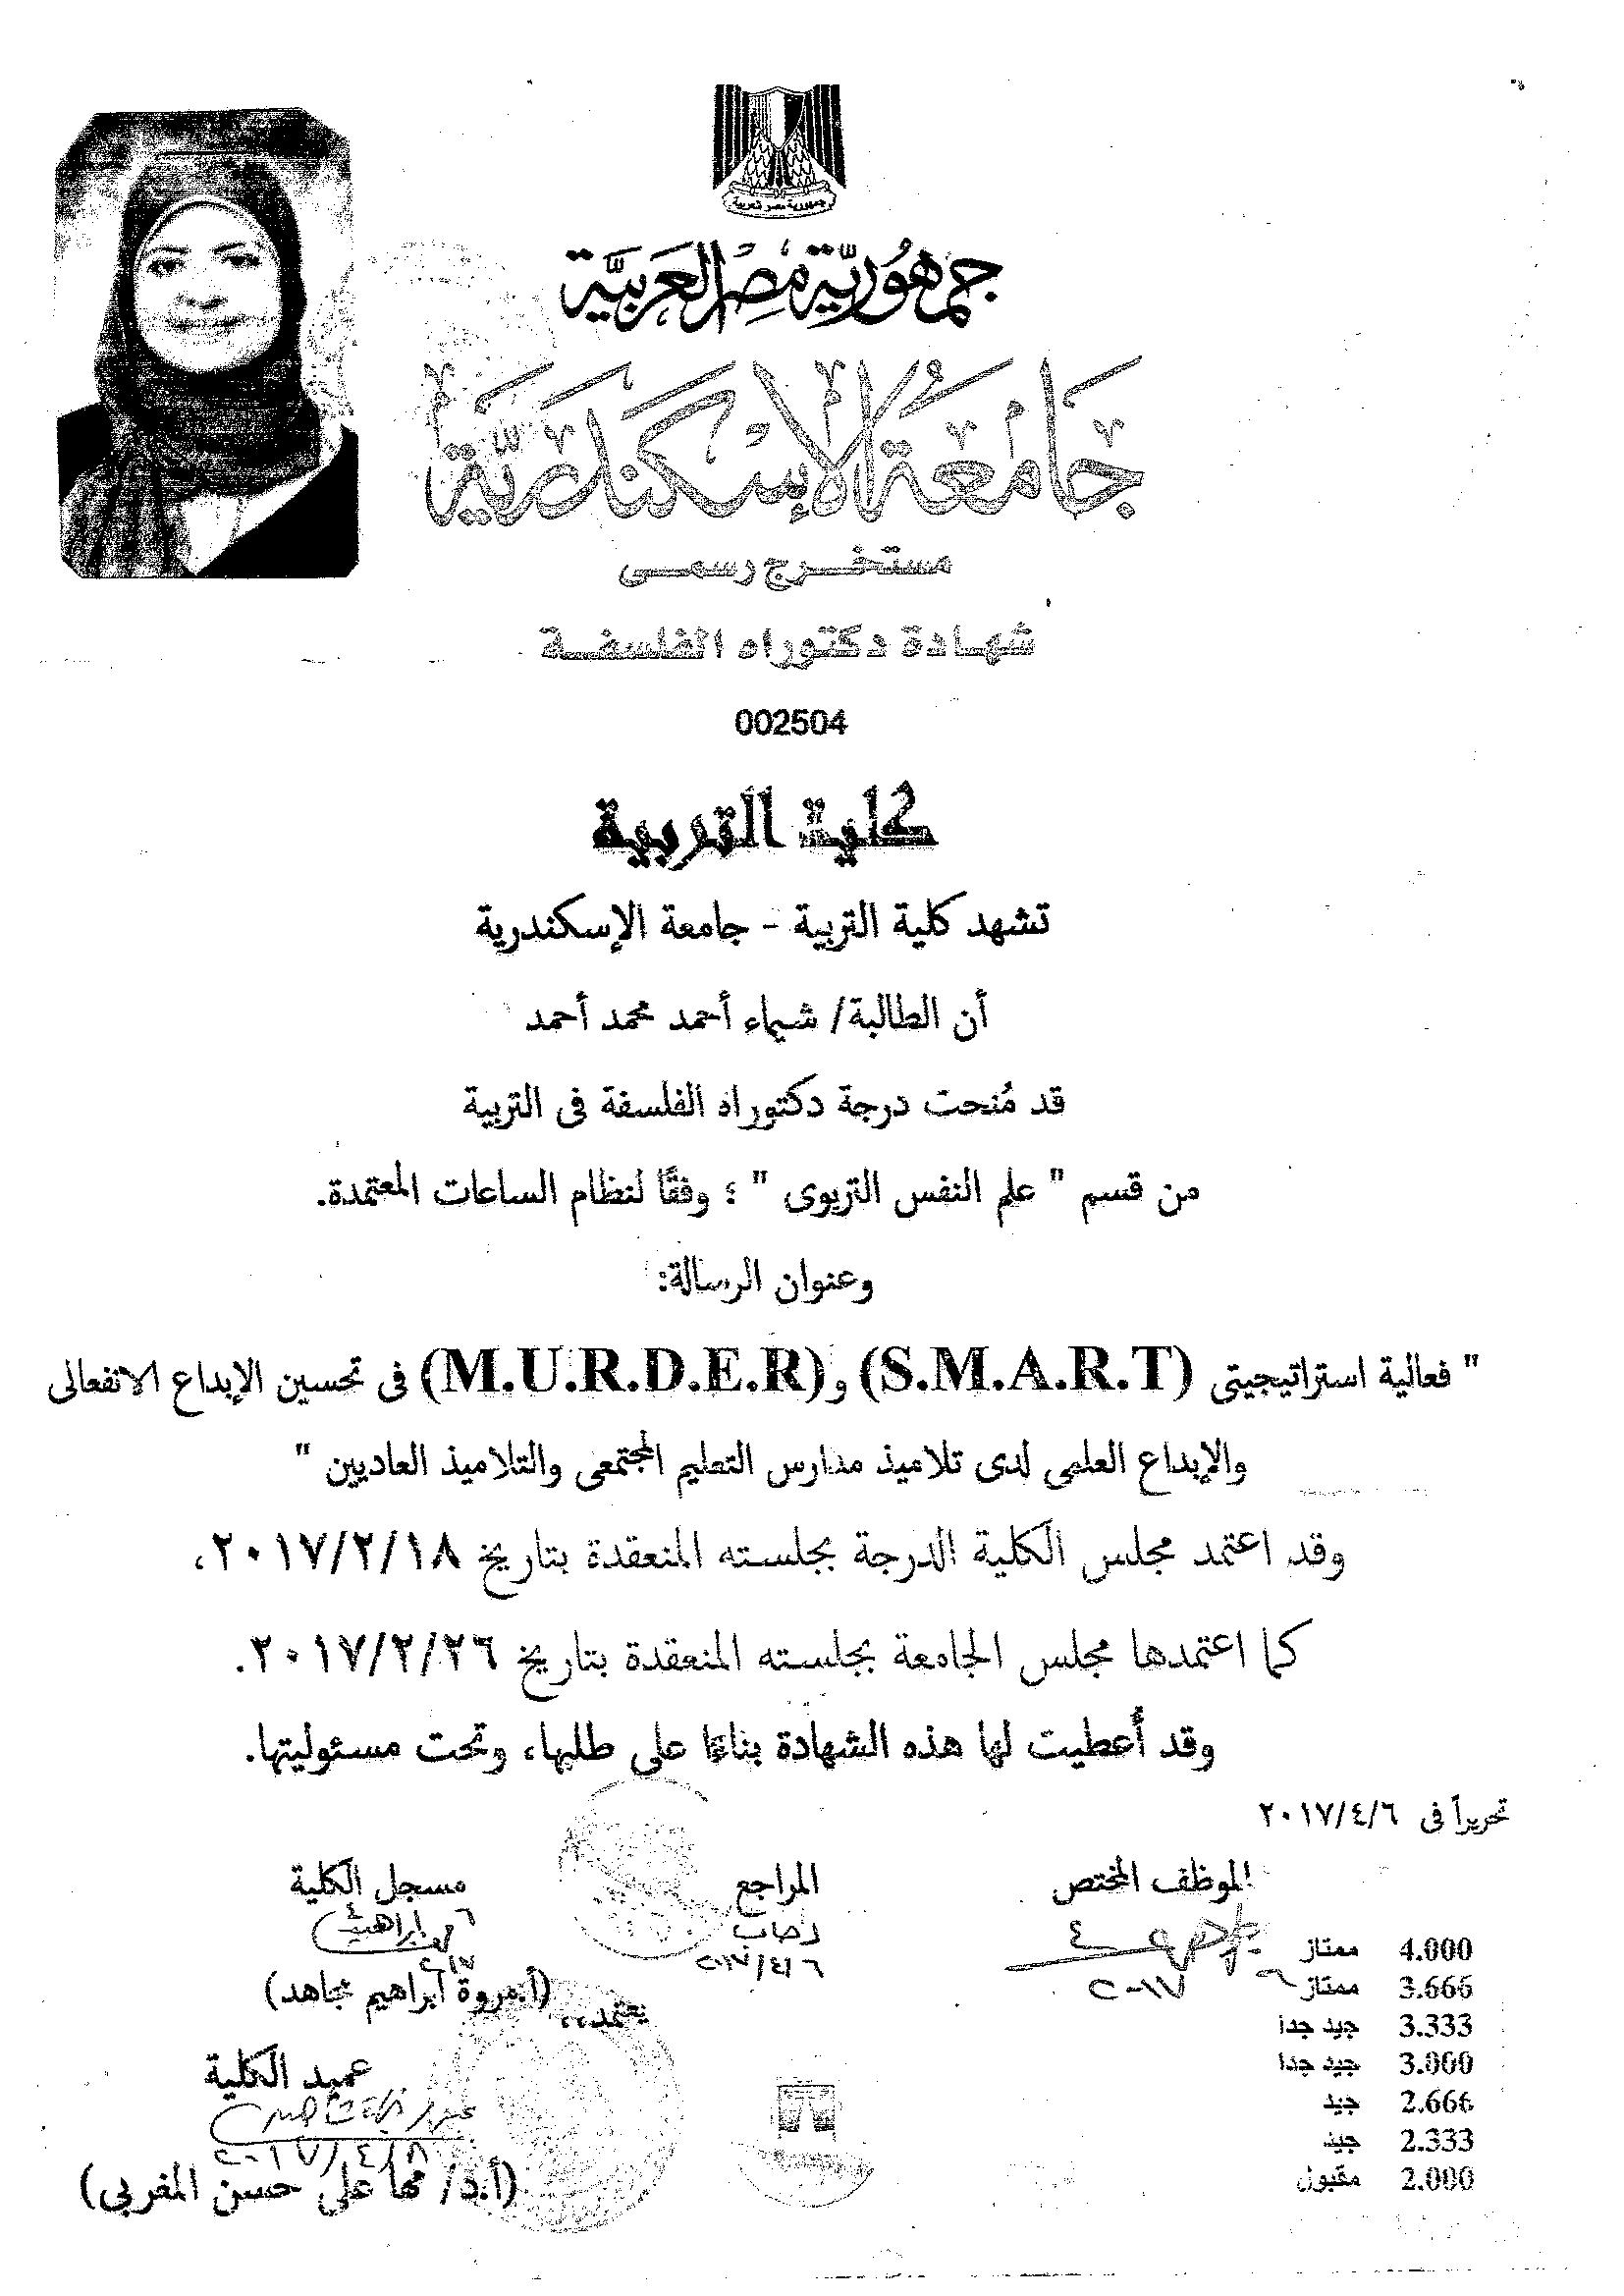 جمهورية مصر العربية
جمهورية مصر العربية
جامعة الإسكندرية
مستخرج رسمى
شهادة دكتوراه الفلسفة
002504
كلية التربية
تشهد كلية التربية - جامعة الإسكندرية
أن الطالبة/ شيماء أحمد محمد أحمد
قد مُنحت درجة دكتوراه الفلسفة فى التربية
من قسم " علم النفس التربوى " ؛ وفقًا لنظام الساعات المعتمدة.
وعنوان الرسالة:
" فعالية استراتيجيتى (S.M.A.R.T) و(M.U.R.D.E.R) فى تحسين الإبداع الانفعالى
والإبداع العلمى لدى تلاميذ مدارس التعليم المجتمعى والتلاميذ العاديين "
وقد اعتمد مجلس الكلية الدرجة بجلسته المنعقدة بتاريخ ٢٠١٧/٢/١٨،
كما اعتمدها مجلس الجامعة بجلسته المنعقدة بتاريخ ٢٠١٧/٢/٢٦.
وقد أعطيت لها هذه الشهادة بناءًا على طلبها، وتحت مسئوليتها.
تحريراً فى ٢٠١٧/٤/٦
الموظف المختص المراجع مسجل الكلية
رحاب
٢٠١٧/٤/٦
٢٠١٧
(أ.مروة ابراهيم مجاهد)
يعتمد،،
عميد الكلية
٢٠١٧/٤/٨
(أ.د/ مها على حسن المغربى)
4.000 ممتاز
3.666 ممتاز -
3.333 جيد جدا
3.000 جيد جدا
2.666 جيد
2.333 جيد
2.000 مقبول